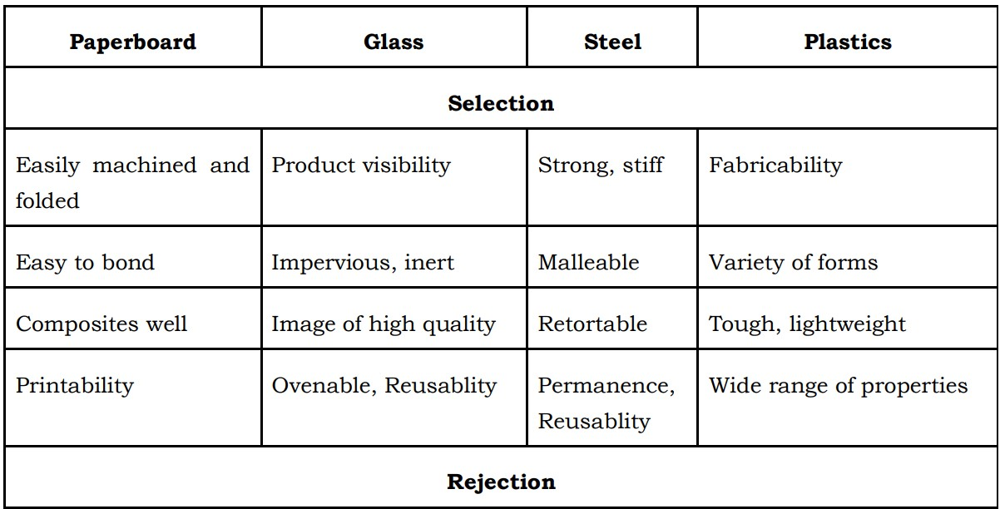 Paperboard Glass Steel Plastics
Selection
Easily machined and folded Product visibility Strong, stiff Fabricability
Easy to bond Impervious, inert Malleable Variety of forms
Composites well Image of high quality Retortable Tough, lightweight
Printability Ovenable, Reusablity Permanence, Reusablity Wide range of properties
Rejection